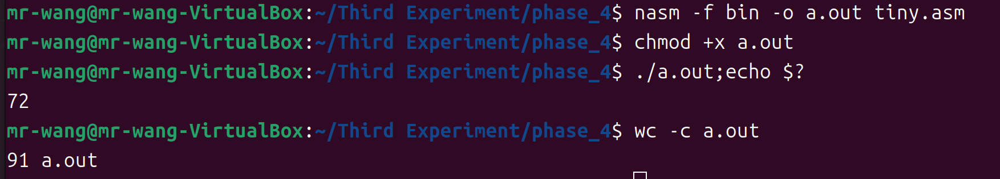 mr-wang@mr-wang-VirtualBox:~/Third Experiment/phase_4$ nasm -f bin -o a.out tiny.asm
mr-wang@mr-wang-VirtualBox:~/Third Experiment/phase_4$ chmod +x a.out
mr-wang@mr-wang-VirtualBox:~/Third Experiment/phase_4$ ./a.out;echo $?
72
mr-wang@mr-wang-VirtualBox:~/Third Experiment/phase_4$ wc -c a.out
91 a.out